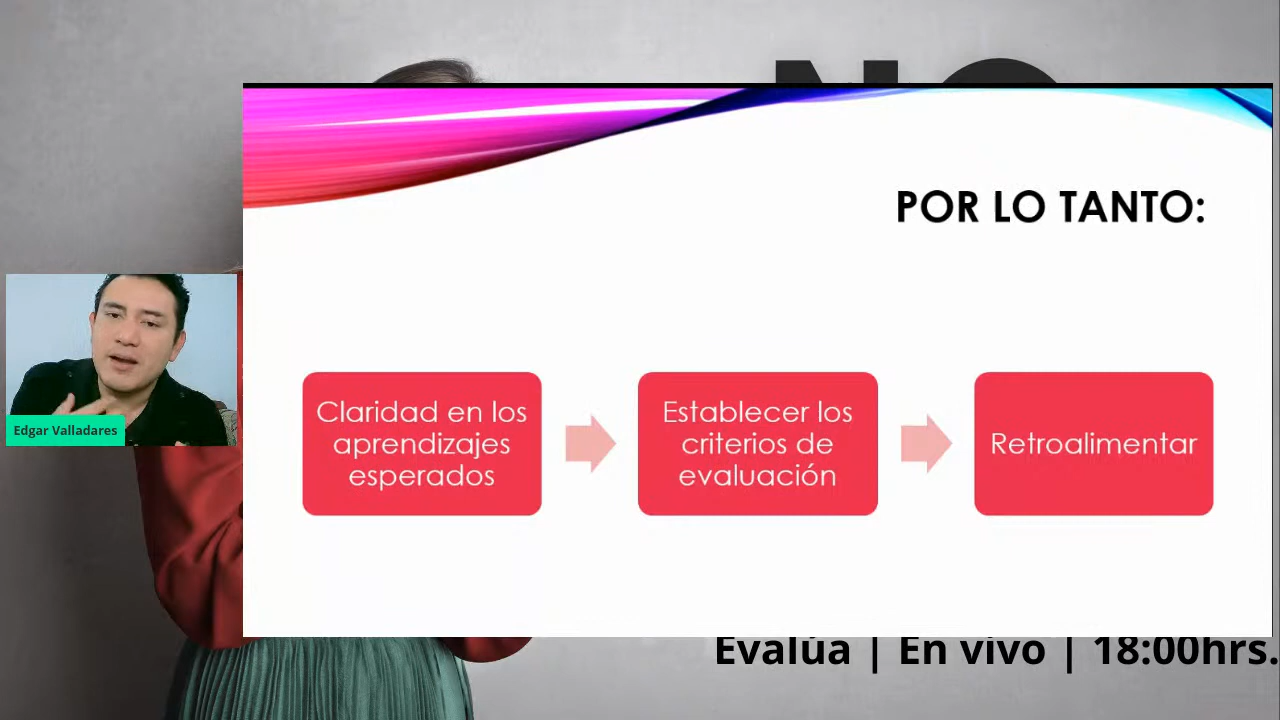 POR LO TANTO:
Claridad en los
aprendizajes
esperados
Establecer los
criterios de
evaluación
Retroalimentar
Edgar Valladares
Evalúa | En vivo | 18:00hrs.